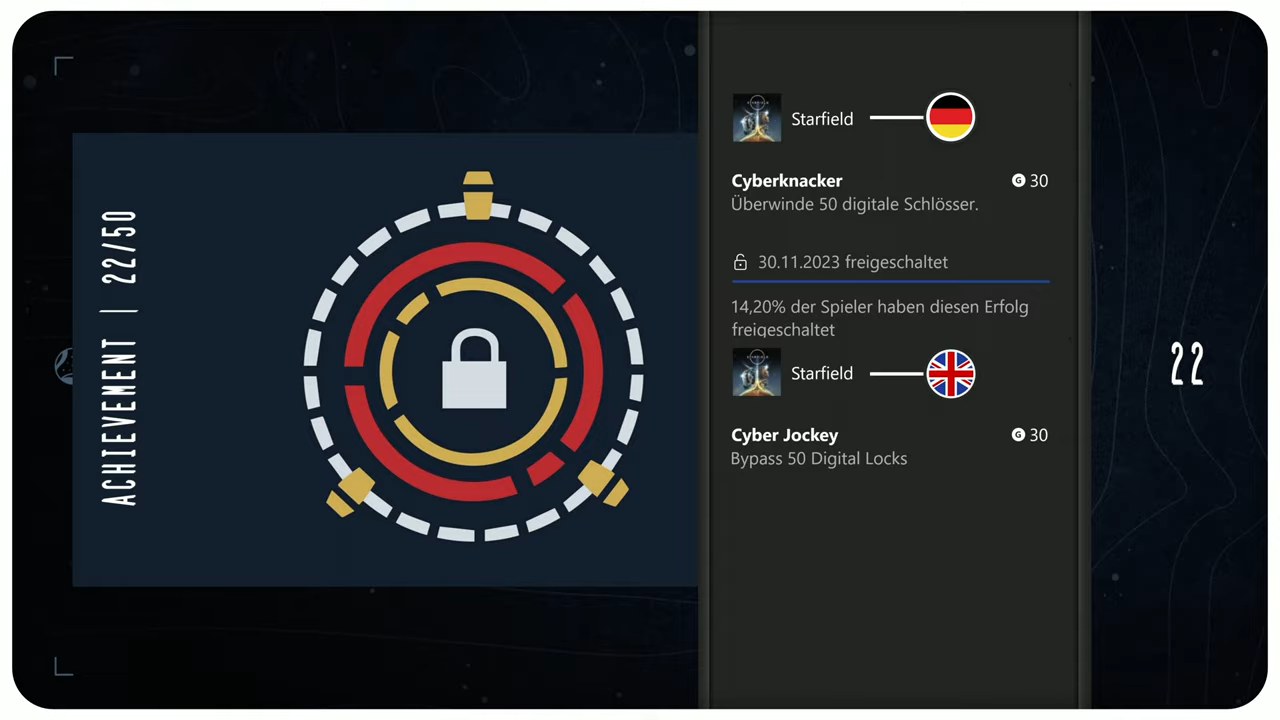 ACHIEVEMENT | 22/50
Starfield
Cyberknacker
G 30
Überwinde 50 digitale Schlösser.
30.11.2023 freigeschaltet
14,20% der Spieler haben diesen Erfolg
freigeschaltet
Starfield
Cyber Jockey
G 30
Bypass 50 Digital Locks
22